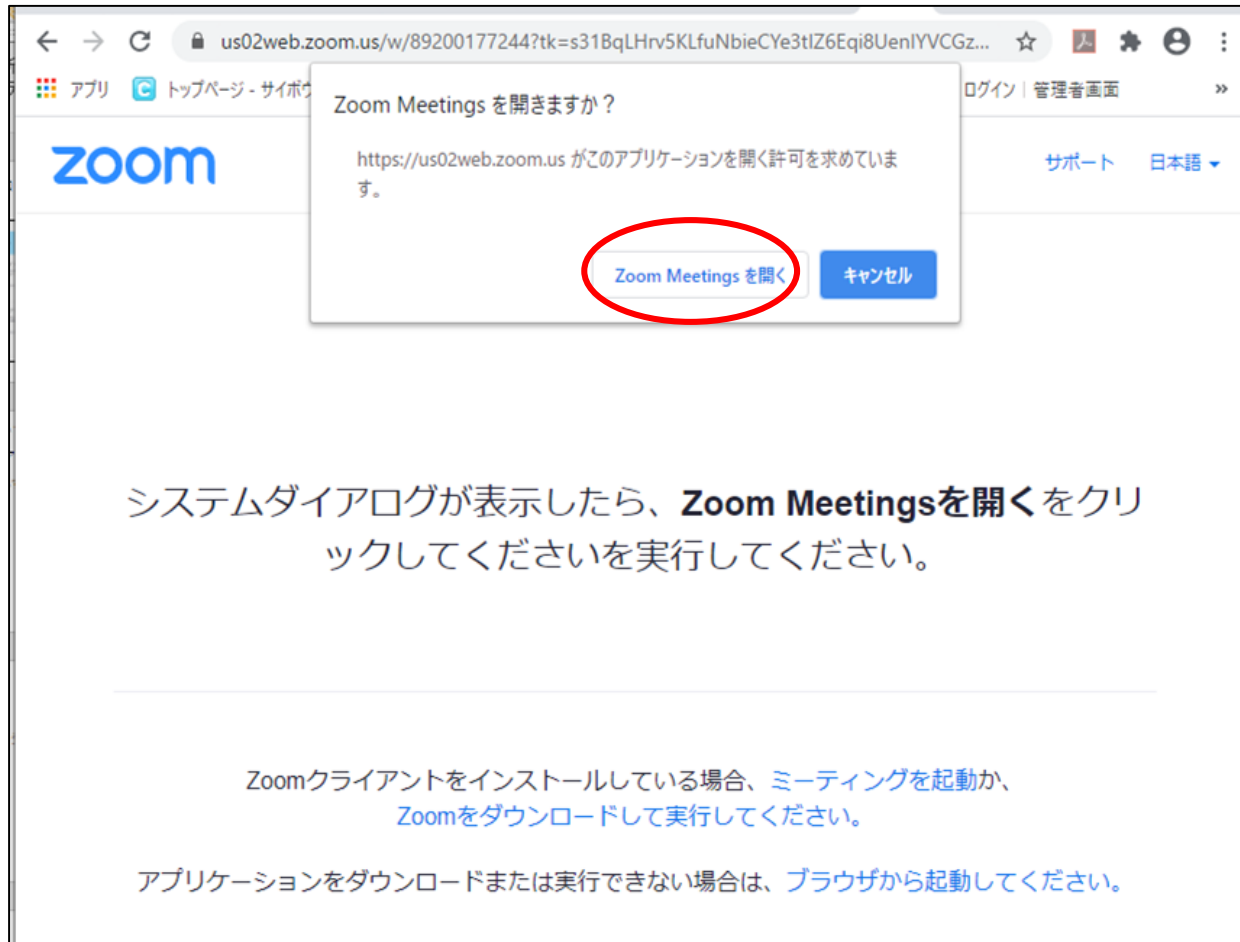 us02web.zoom.us/w/89200177244?tk=s31BqLHrv5KLfuNbieCYe3tIZ6Eqi8UenIYVCGz...
アプリ トップページ - サイボウ ログイン | 管理者画面 »
Zoom Meetings を開きますか？
https://us02web.zoom.us がこのアプリケーションを開く許可を求めていま
す。
Zoom Meetings を開く キャンセル
zoom サポート 日本語
システムダイアログが表示したら、Zoom Meetingsを開くをクリ
ックしてくださいを実行してください。
Zoomクライアントをインストールしている場合、ミーティングを起動か、
Zoomをダウンロードして実行してください。
アプリケーションをダウンロードまたは実行できない場合は、ブラウザから起動してください。